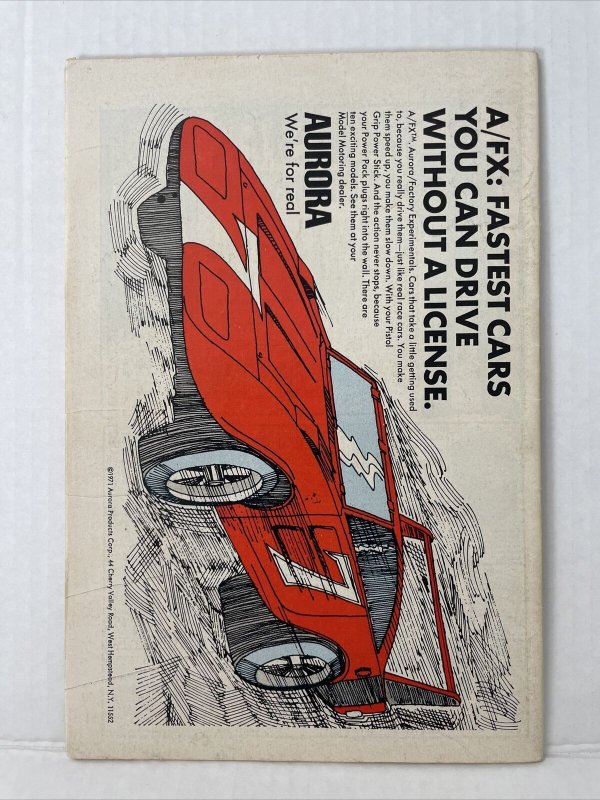 A/FX: FASTEST CARS
YOU CAN DRIVE
WITHOUT A LICENSE.
A/FX™, Aurora/Factory Experimentals. Cars that take a little getting used
to, because you really drive them—just like real race cars. You make
them speed up, you make them slow down. With your Pistol
Grip Power Stick. And the action never stops, because
your Power Pack plugs right into the wall. There are
ten exciting models. See them at your
Model Motoring dealer.
AURORA
We're for real
7
©1971 Aurora Products Corp., 44 Cherry Valley Road, West Hempstead, N.Y. 11552